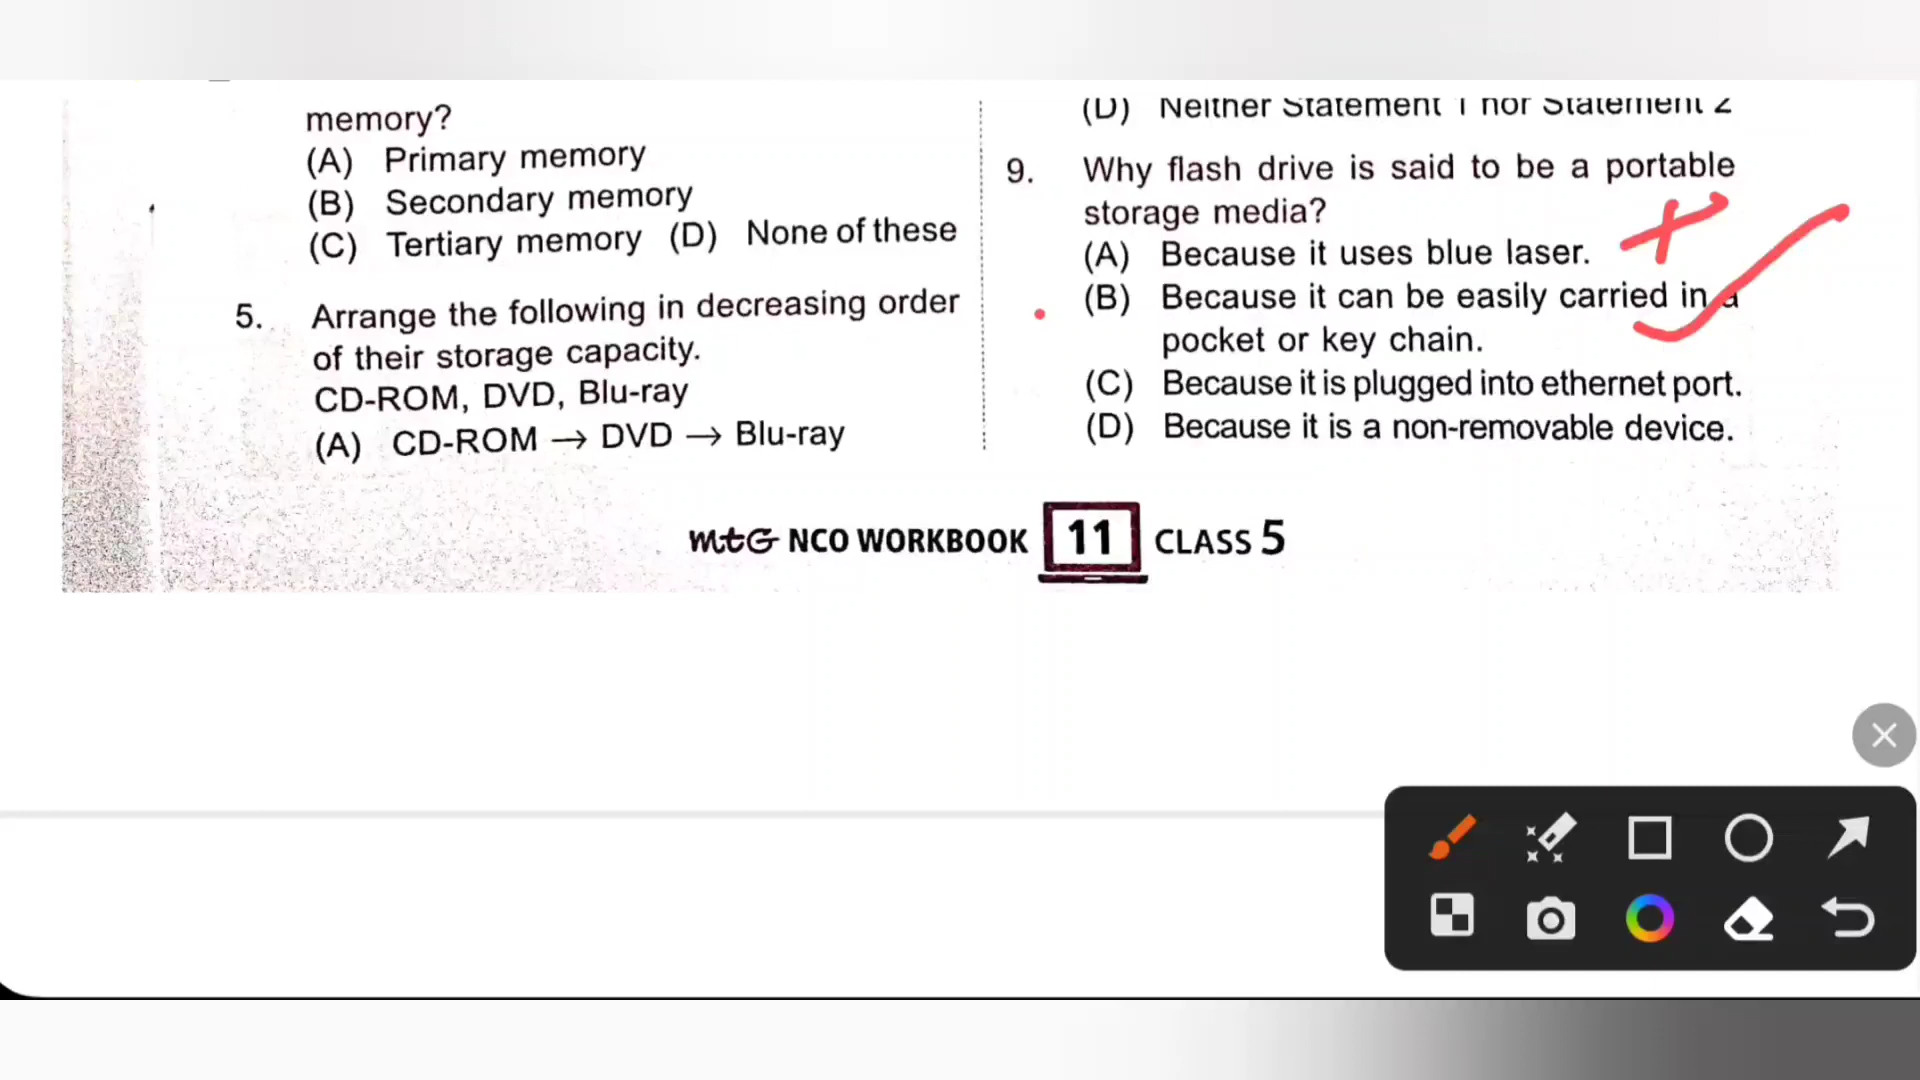 memory?
(A) Primary memory
(B) Secondary memory
(C) Tertiary memory (D) None of these
5. Arrange the following in decreasing order
of their storage capacity.
CD-ROM, DVD, Blu-ray
(A) CD-ROM → DVD → Blu-ray
(D) Neither Statement 1 nor Statement 2
9. Why flash drive is said to be a portable
storage media?
(A) Because it uses blue laser.
(B) Because it can be easily carried in a
pocket or key chain.
(C) Because it is plugged into ethernet port.
(D) Because it is a non-removable device.
mtG NCO WORKBOOK 11 CLASS 5